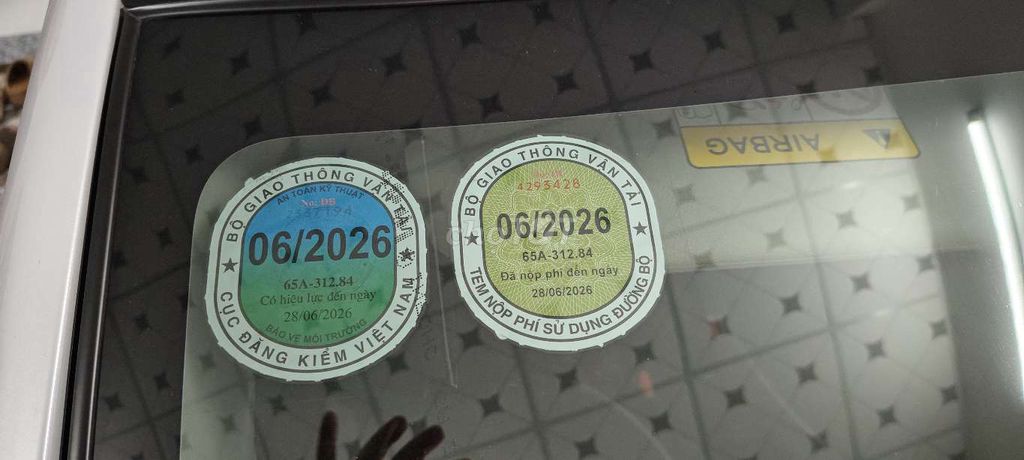 BỘ GIAO THÔNG VẬN TẢI
AN TOÀN KỸ THUẬT
No: DB
06/2026
65A-312.84
Có hiệu lực đến ngày
28/06/2026
BẢO VỆ MÔI TRƯỜNG
CỤC ĐĂNG KIỂM VIỆT NAM
BỘ GIAO THÔNG VẬN TẢI
4293428
06/2026
65A-312.84
Đã nộp phí đến ngày
28/06/2026
TEM NỘP PHÍ SỬ DỤNG ĐƯỜNG BỘ
AIRBAG